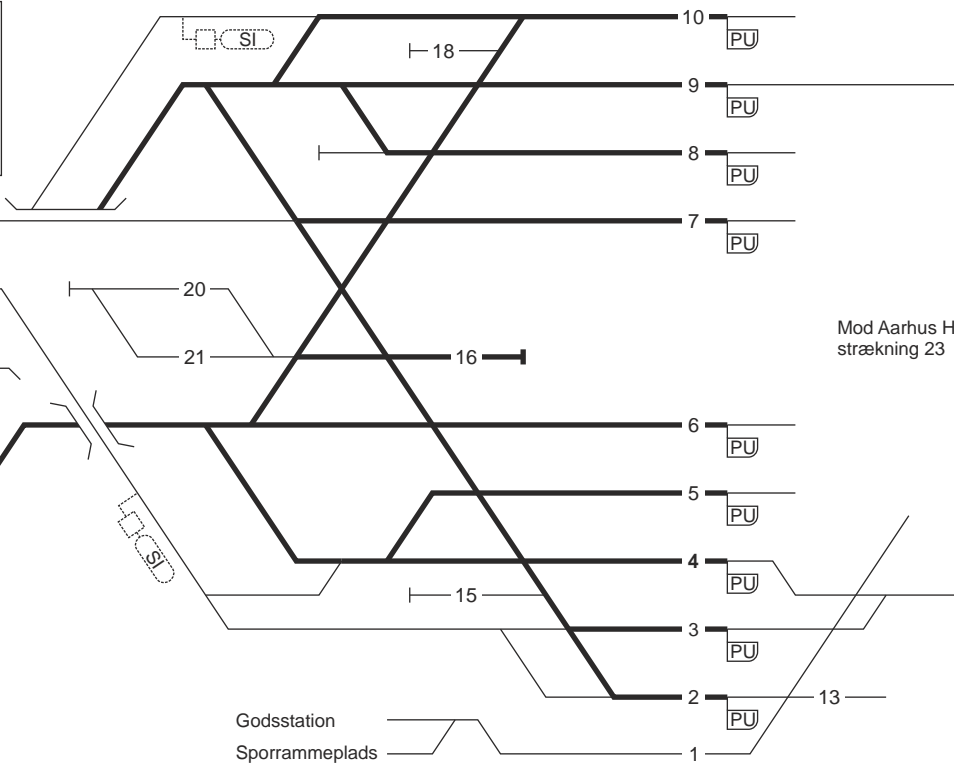 10
SI
PU
18
9
PU
8
PU
7
PU
20
Mod Aarhus H
strækning 23
21
16
6
PU
5
PU
SI
4
PU
15
3
PU
2
13
PU
Godsstation
Sporrammeplads
1